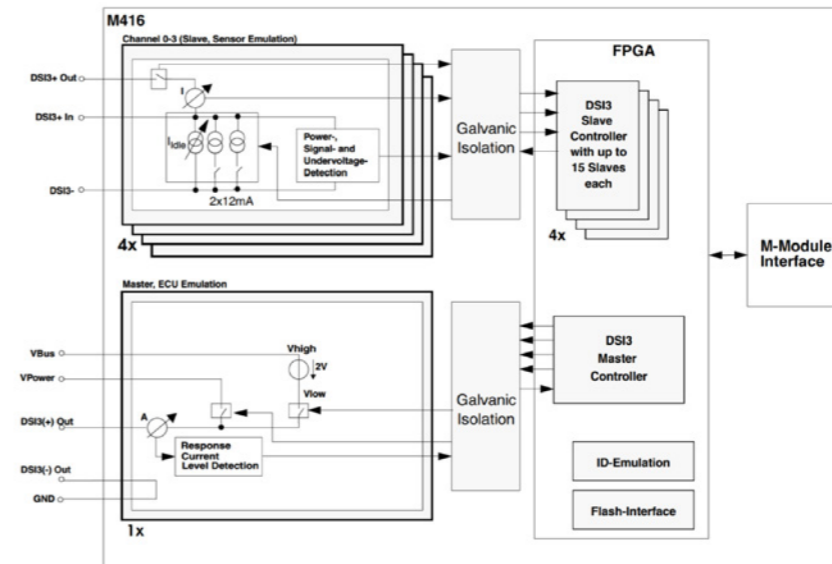 M416
Channel 0-3 (Slave, Sensor Emulation)
FPGA
DSI3+ Out
I
DSI3+ In
I Idle
Power-,
Signal- and
Undervoltage-
Detection
DSI3-
2x12mA
4x
Galvanic
Isolation
DSI3
Slave
Controller
with up to
15 Slaves
each
4x
M-Module
Interface
Master, ECU Emulation
VBus
Vhigh
2V
VPower
Vlow
DSI3(+) Out
A
Response
Current
Level Detection
DSI3(-) Out
GND
1x
Galvanic
Isolation
DSI3
Master
Controller
ID-Emulation
Flash-Interface